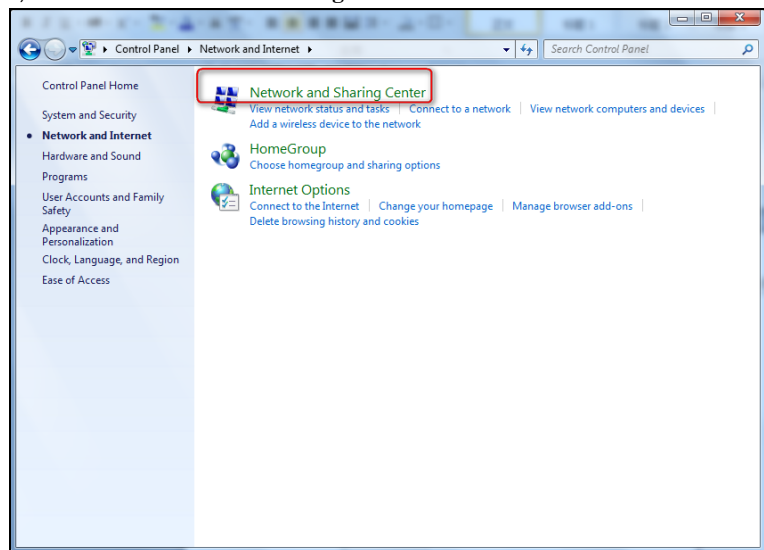 Control Panel
Network and Internet
Search Control Panel
Control Panel Home
System and Security
Network and Internet
Hardware and Sound
Programs
User Accounts and Family
Safety
Appearance and
Personalization
Clock, Language, and Region
Ease of Access
Network and Sharing Center
View network status and tasks
Connect to a network
View network computers and devices
Add a wireless device to the network
HomeGroup
Choose homegroup and sharing options
Internet Options
Connect to the Internet
Change your homepage
Manage browser add-ons
Delete browsing history and cookies